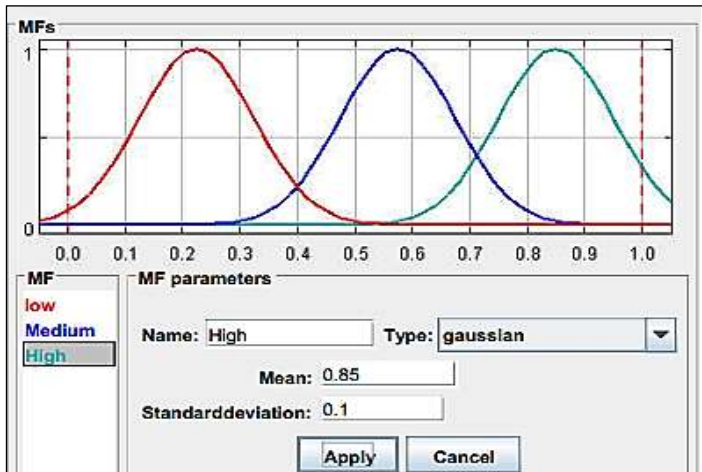 MFs
1
0
0.0 0.1 0.2 0.3 0.4 0.5 0.6 0.7 0.8 0.9 1.0
MF
low
Medium
High
MF parameters
Name: High Type: gaussian
Mean: 0.85
Standarddeviation: 0.1
Apply Cancel